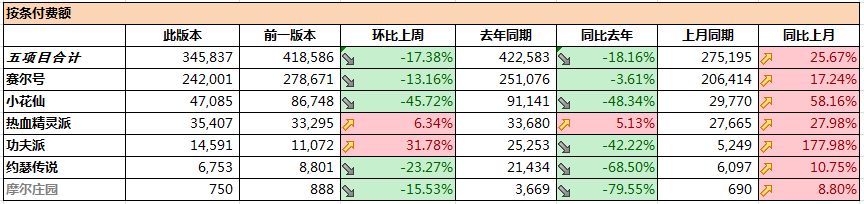 按条付费额
此版本 前一版本 环比上周 去年同期 同比去年 上月同期 同比上月
五项目合计 345,837 418,586 -17.38% 422,583 -18.16% 275,195 25.67%
赛尔号 242,001 278,671 -13.16% 251,076 -3.61% 206,414 17.24%
小花仙 47,085 86,748 -45.72% 91,141 -48.34% 29,770 58.16%
热血精灵派 35,407 33,295 6.34% 33,680 5.13% 27,665 27.98%
功夫派 14,591 11,072 31.78% 25,253 -42.22% 5,249 177.98%
约瑟传说 6,753 8,801 -23.27% 21,434 -68.50% 6,097 10.75%
摩尔庄园 750 888 -15.53% 3,669 -79.55% 690 8.80%